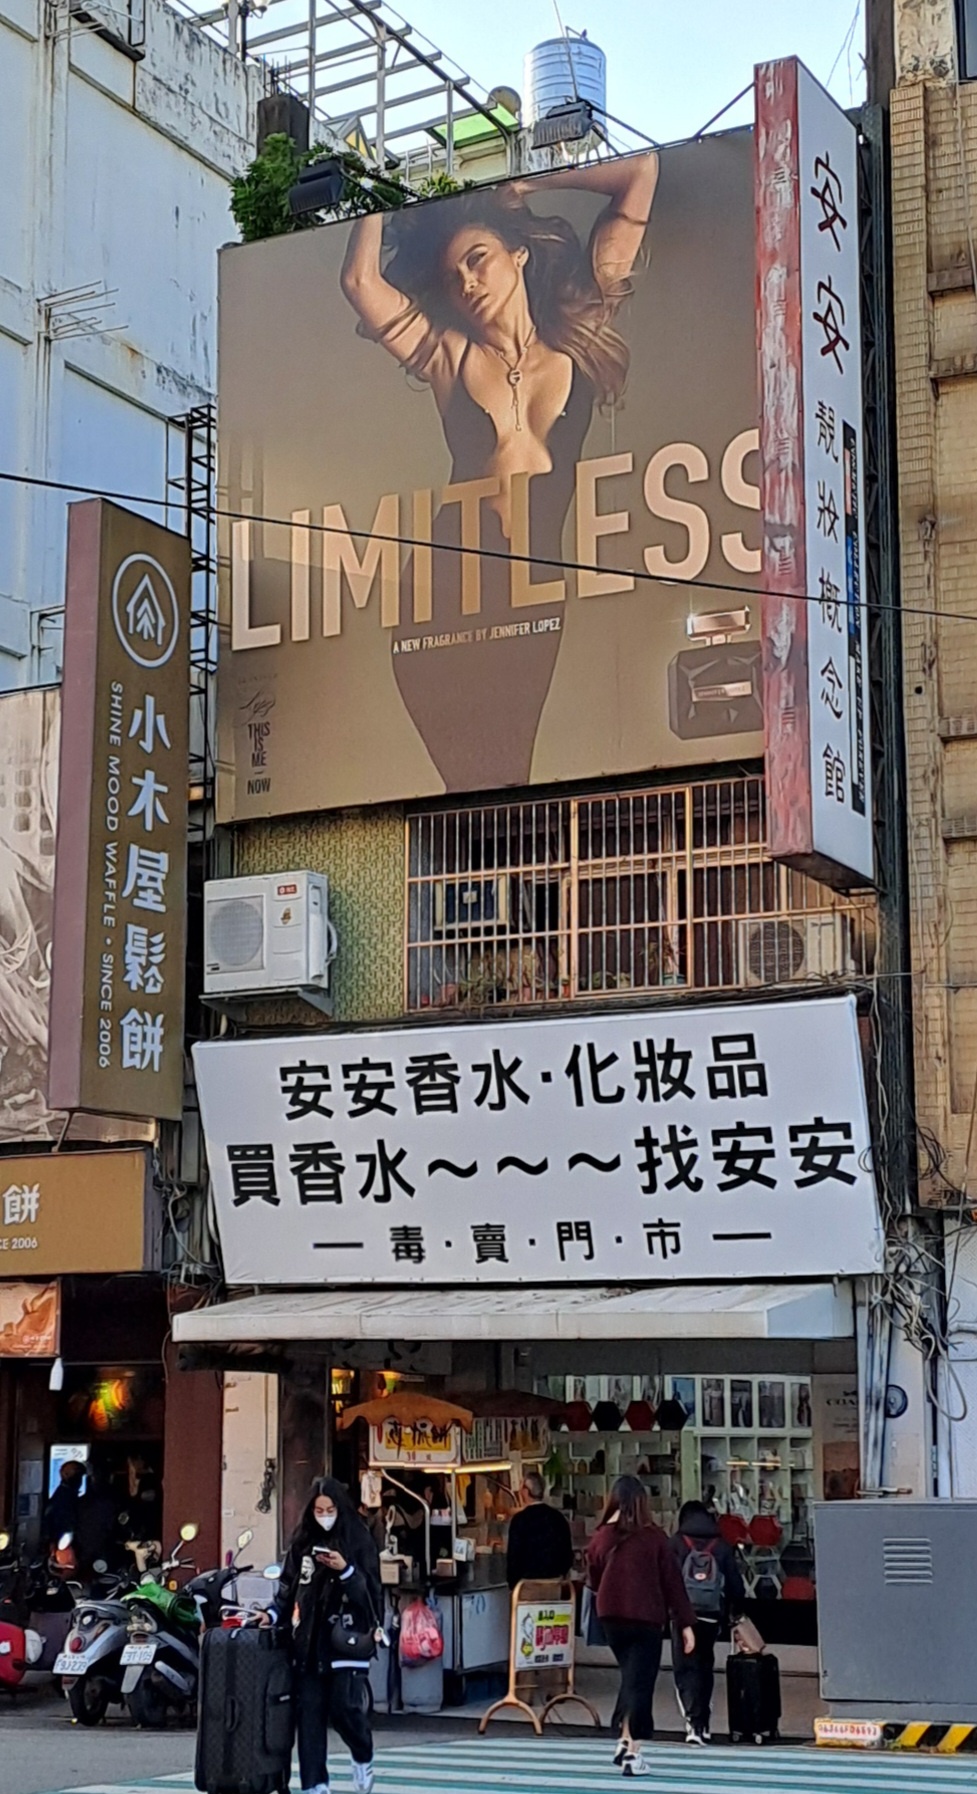 安安靚妝概念館
LIMITLESS
A NEW FRAGRANCE BY JENNIFER LOPEZ
THIS
IS
ME
NOW
小木屋鬆餅
SHINE MOOD WAFFLE • SINCE 2006
安安香水·化妝品
買香水～～～找安安
— 毒·賣·門·市 —
餅
CE 2006